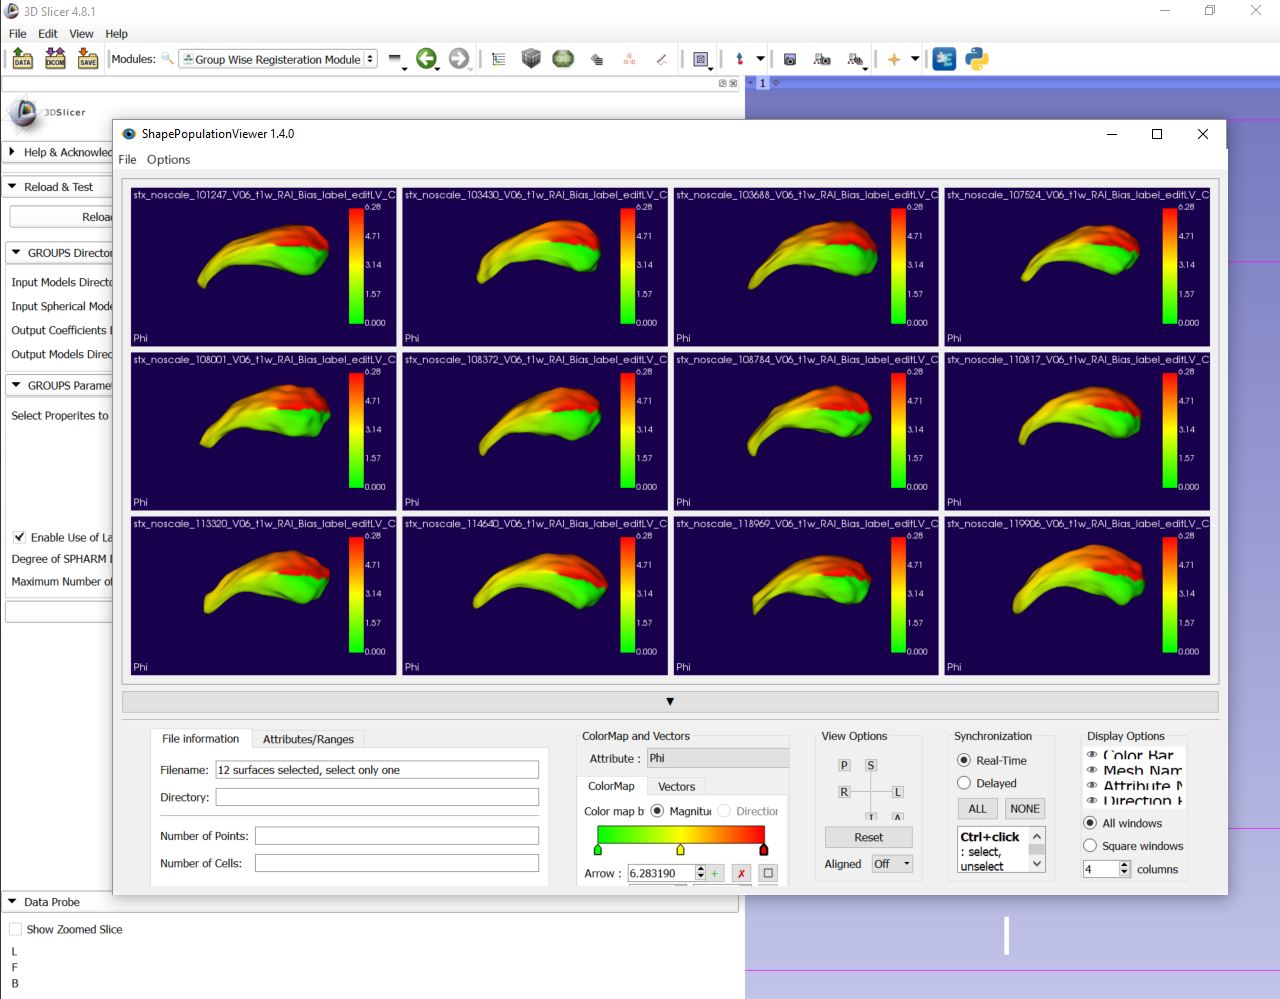 3D Slicer 4.8.1
File Edit View Help
DATA DICOM SAVE Modules: Group Wise Registeration Module
1
3DSlicer
Help & Acknowled
Reload & Test
Reloa
GROUPS Director
Input Models Directo
Input Spherical Mode
Output Coefficients
Output Models Direc
GROUPS Paramet
Select Properites to
Enable Use of La
Degree of SPHARM
Maximum Number of
ShapePopulationViewer 1.4.0
File Options
stx_noscale_101247_V06_t1w_RAI_Bias_label_editLV_C
6.28
4.71
3.14
1.57
0.000
Phi
stx_noscale_103430_V06_t1w_RAI_Bias_label_editLV_C
6.28
4.71
3.14
1.57
0.000
Phi
stx_noscale_103688_V06_t1w_RAI_Bias_label_editLV_C
6.28
4.71
3.14
1.57
0.000
Phi
stx_noscale_107524_V06_t1w_RAI_Bias_label_editLV_C
6.28
4.71
3.14
1.57
0.000
Phi
stx_noscale_108001_V06_t1w_RAI_Bias_label_editLV_C
6.28
4.71
3.14
1.57
0.000
Phi
stx_noscale_108372_V06_t1w_RAI_Bias_label_editLV_C
6.28
4.71
3.14
1.57
0.000
Phi
stx_noscale_108784_V06_t1w_RAI_Bias_label_editLV_C
6.28
4.71
3.14
1.57
0.000
Phi
stx_noscale_110817_V06_t1w_RAI_Bias_label_editLV_C
6.28
4.71
3.14
1.57
0.000
Phi
stx_noscale_113320_V06_t1w_RAI_Bias_label_editLV_C
6.28
4.71
3.14
1.57
0.000
Phi
stx_noscale_114640_V06_t1w_RAI_Bias_label_editLV_C
6.28
4.71
3.14
1.57
0.000
Phi
stx_noscale_118969_V06_t1w_RAI_Bias_label_editLV_C
6.28
4.71
3.14
1.57
0.000
Phi
stx_noscale_119906_V06_t1w_RAI_Bias_label_editLV_C
6.28
4.71
3.14
1.57
0.000
Phi
File information Attributes/Ranges
Filename: 12 surfaces selected, select only one
Directory:
Number of Points:
Number of Cells:
ColorMap and Vectors
Attribute : Phi
ColorMap Vectors
Color map b Magnituc Direction
Arrow : 6.283190 + ✗
View Options
P S
R L
I A
Reset
Aligned Off
Synchronization
Real-Time
Delayed
ALL NONE
Ctrl+click
: select,
unselect
Display Options
Color Bar
Mesh Nam
Attribute N
Direction
All windows
Square windows
4 columns
Data Probe
Show Zoomed Slice
L
F
B